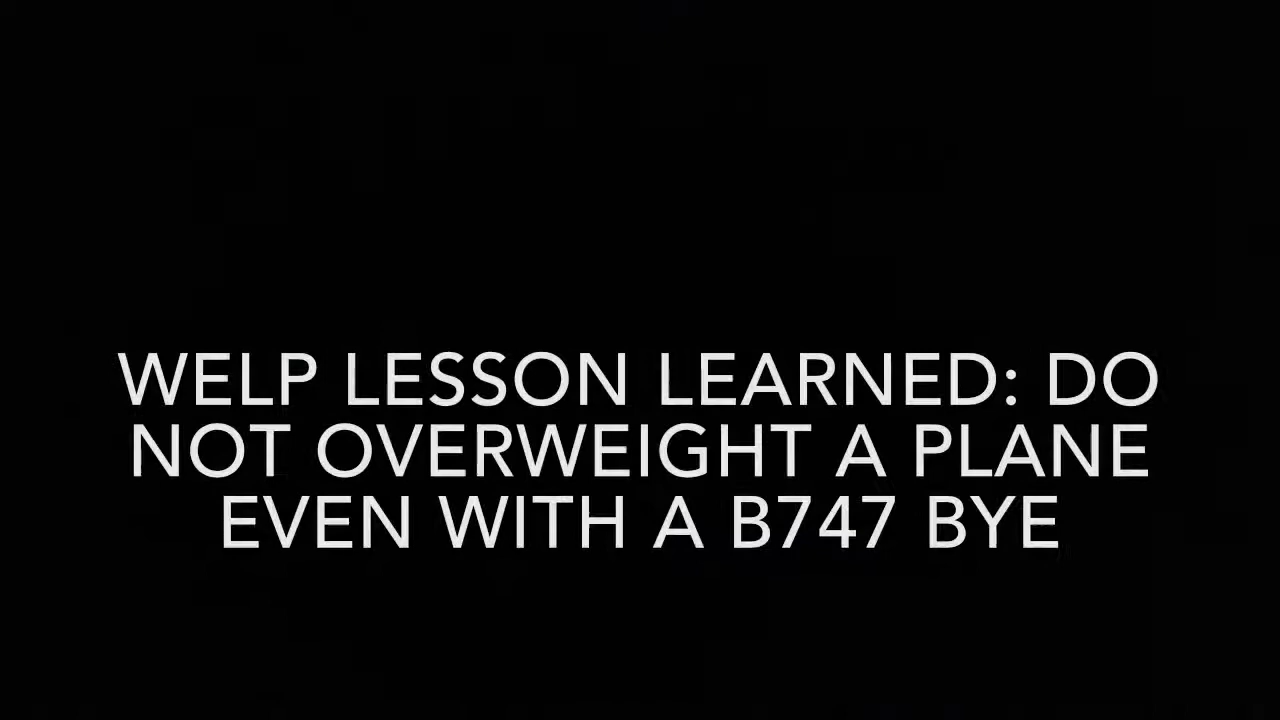 WELP LESSON LEARNED: DO
NOT OVERWEIGHT A PLANE
EVEN WITH A B747 BYE